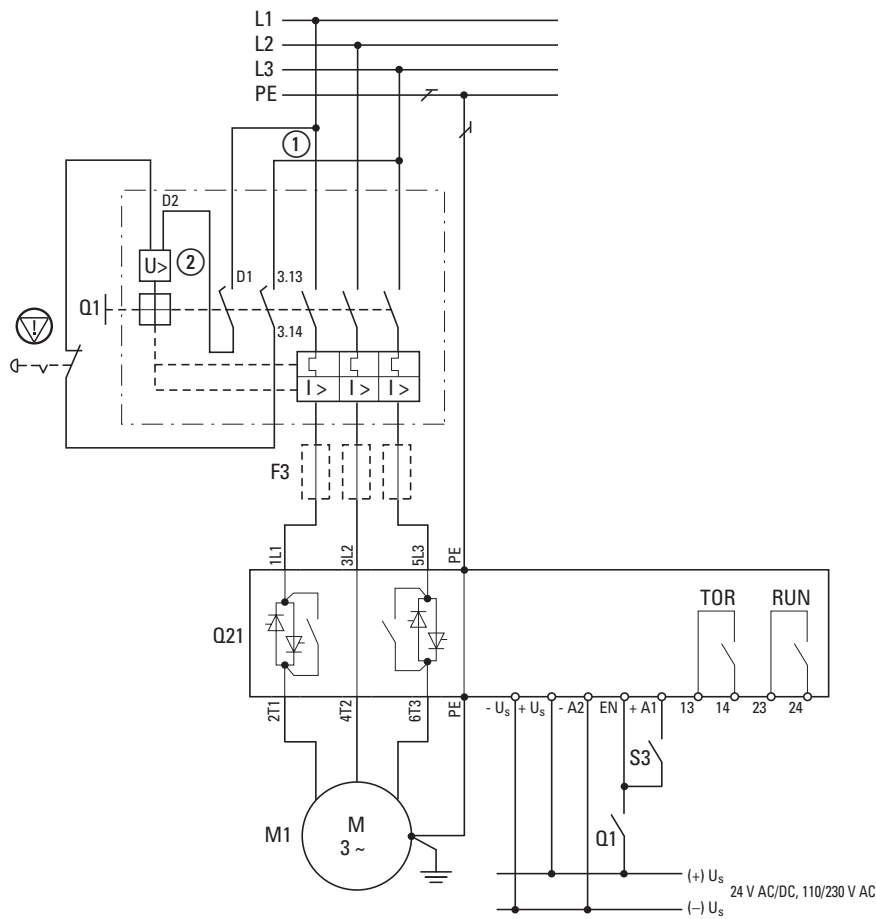 L1
L2
L3
PE
1
D2
U>
2
D1
3.13
Q1
3.14
I > I > I >
F3
1L1
3L2
5L3
PE
TOR
RUN
Q21
2T1
4T2
6T3
PE
- Us + Us - A2 EN + A1 13 14 23 24
S3
M1
M
3 ~
Q1
(+) Us
24 V AC/DC, 110/230 V AC
(–) Us